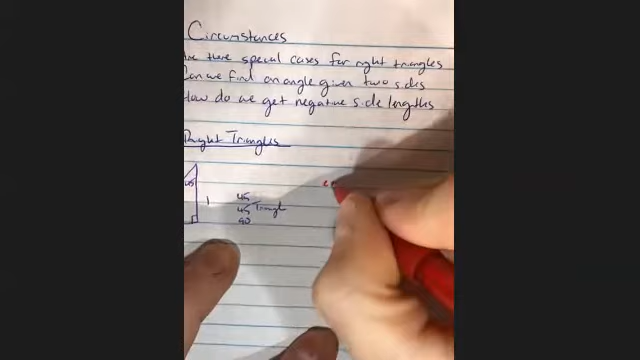 Circumstances
Are there special cases for right triangles
Can we find an angle given two sides
How do we get negative side lengths
Right Triangles
45
1
45
45 Triangle
90